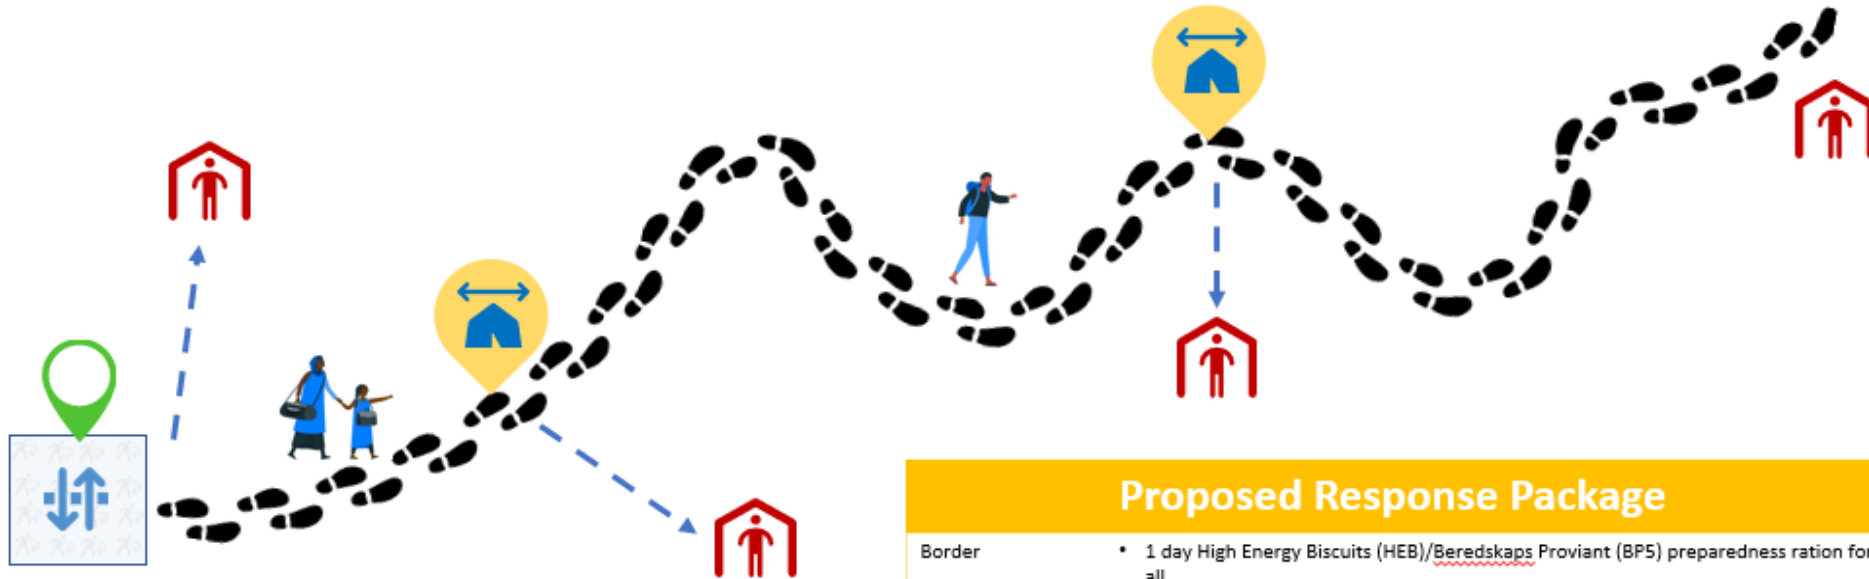 Proposed Response Package
Border
• 1 day High Energy Biscuits (HEB)/Beredskaps Proviant (BP5) preparedness ration for
all